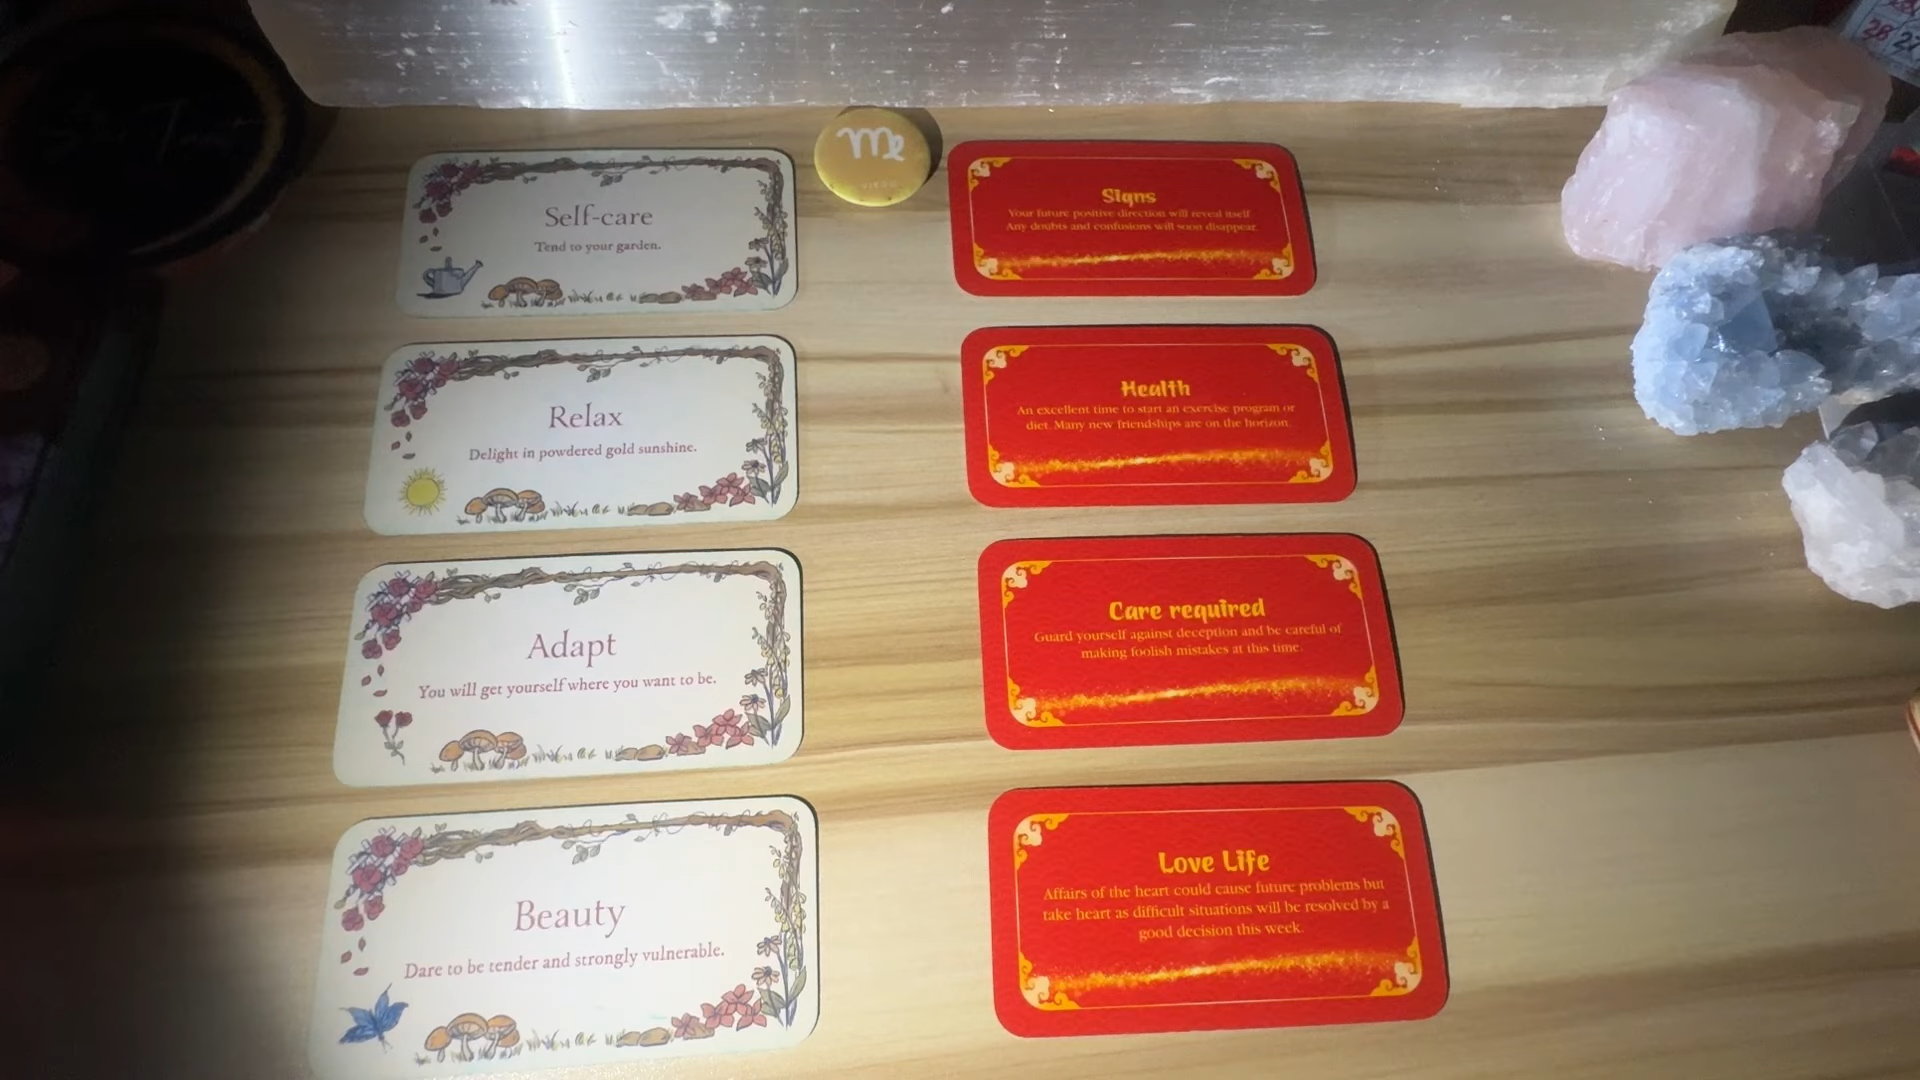 Self-care
Tend to your garden.
Relax
Delight in powdered gold sunshine.
Adapt
You will get yourself where you want to be.
Beauty
Dare to be tender and strongly vulnerable.
VIRGO
Signs
Your future positive direction will reveal itself
Any doubts and confusions will soon disappear.
Health
An excellent time to start an exercise program or
diet. Many new friendships are on the horizon.
Care required
Guard yourself against deception and be careful of
making foolish mistakes at this time.
Love Life
Affairs of the heart could cause future problems but
take heart as difficult situations will be resolved by a
good decision this week.
28 27